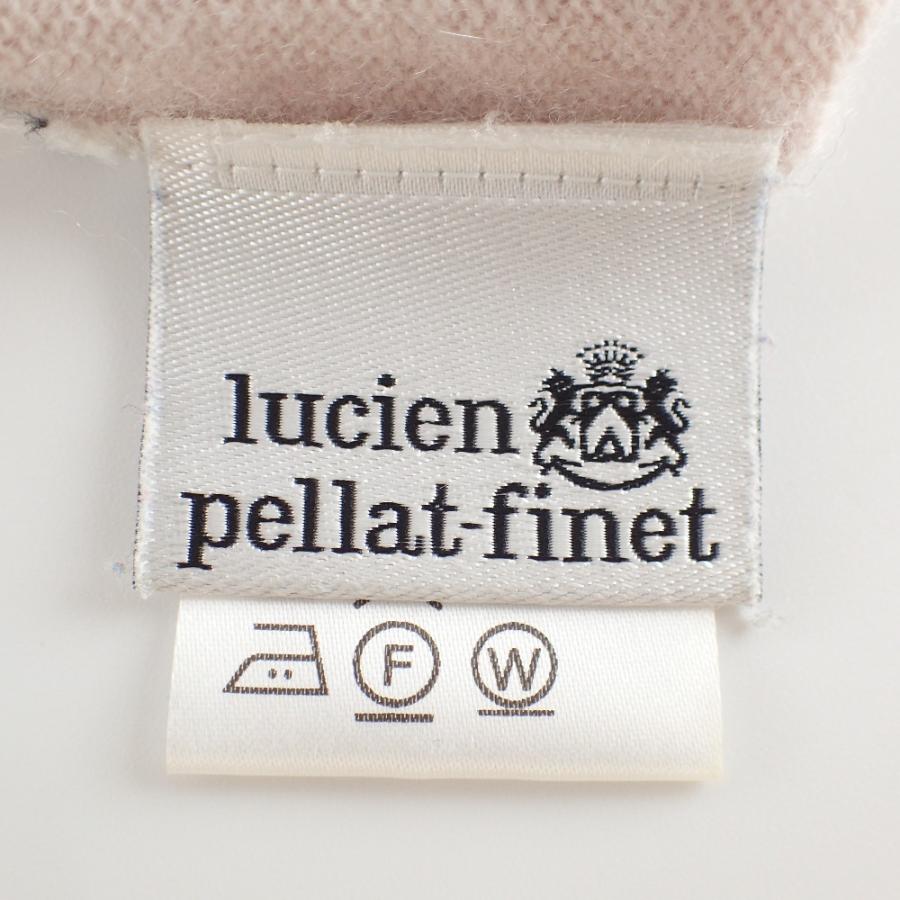 lucien
pellat-finet
F W